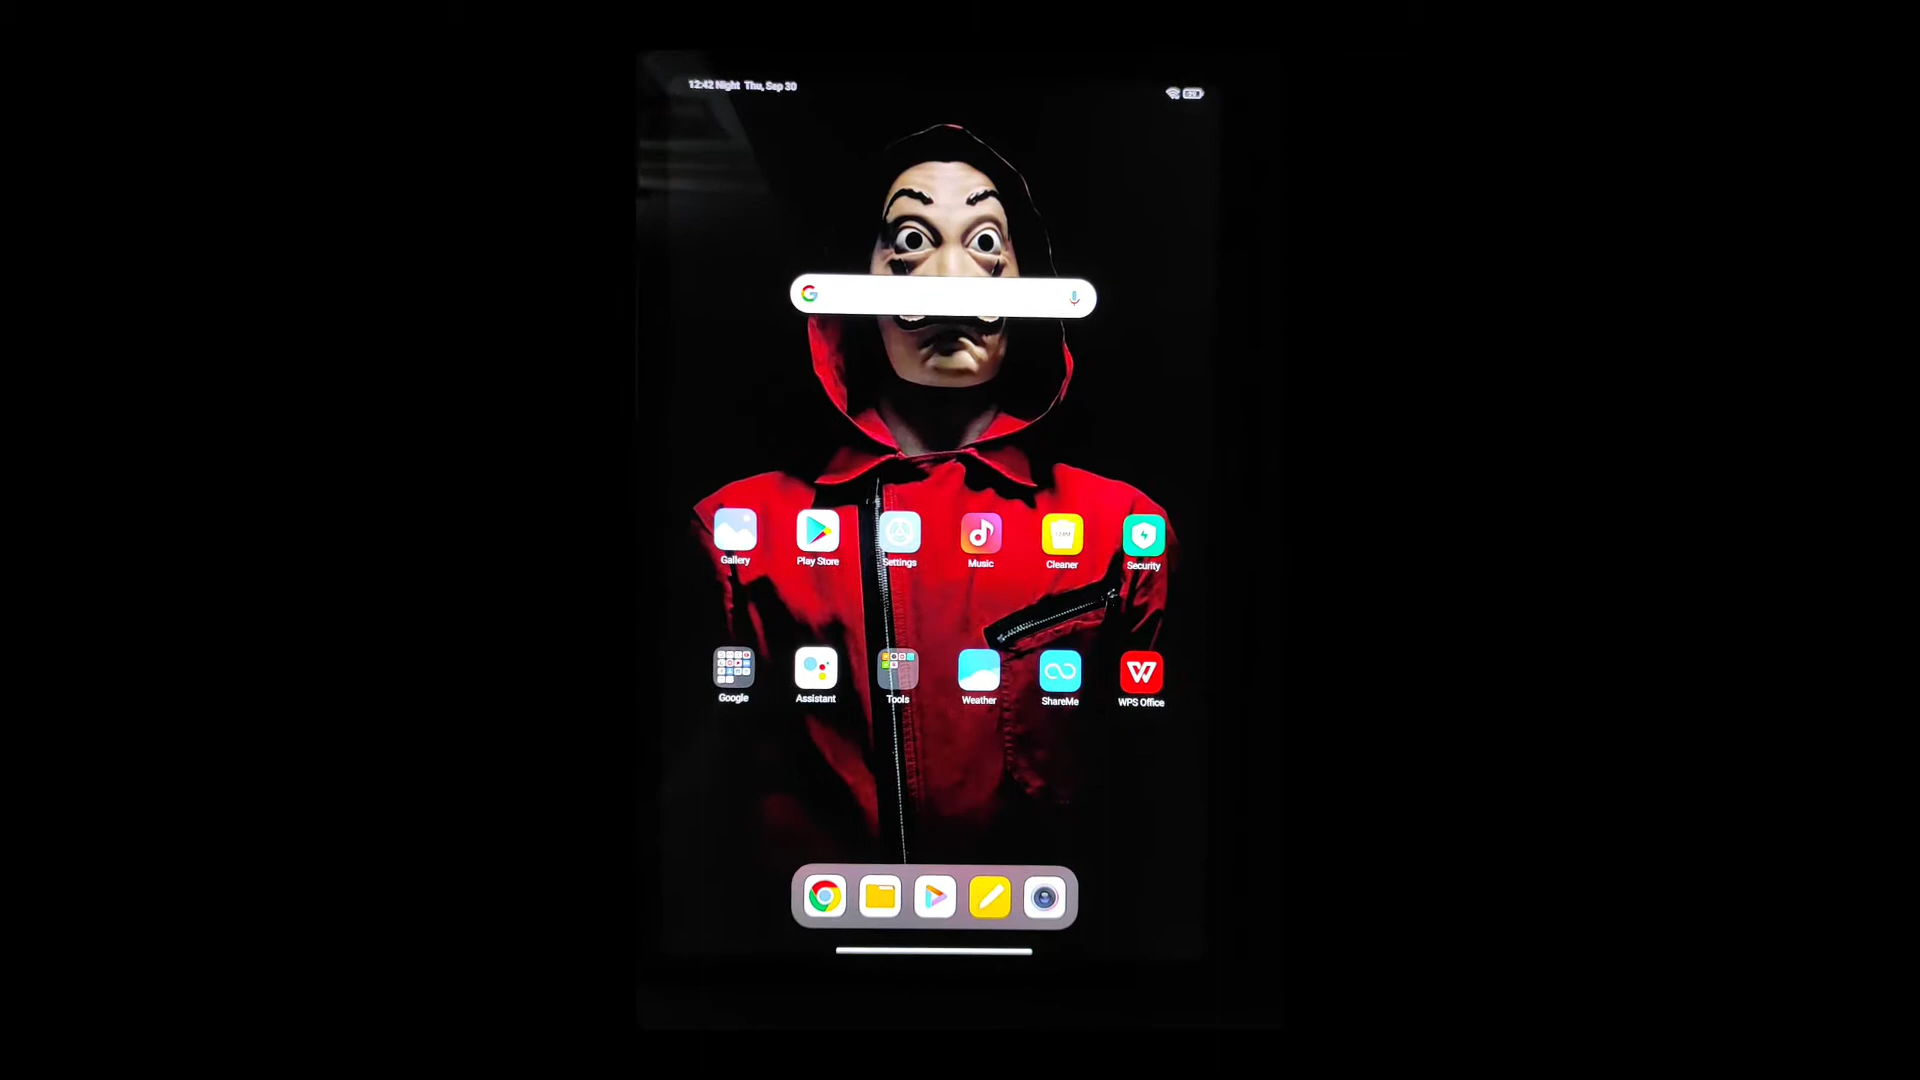 12:42 Night Thu, Sep 30
Gallery
Play Store
Settings
Music
Cleaner
Security
Google
Assistant
Tools
Weather
ShareMe
WPS Office